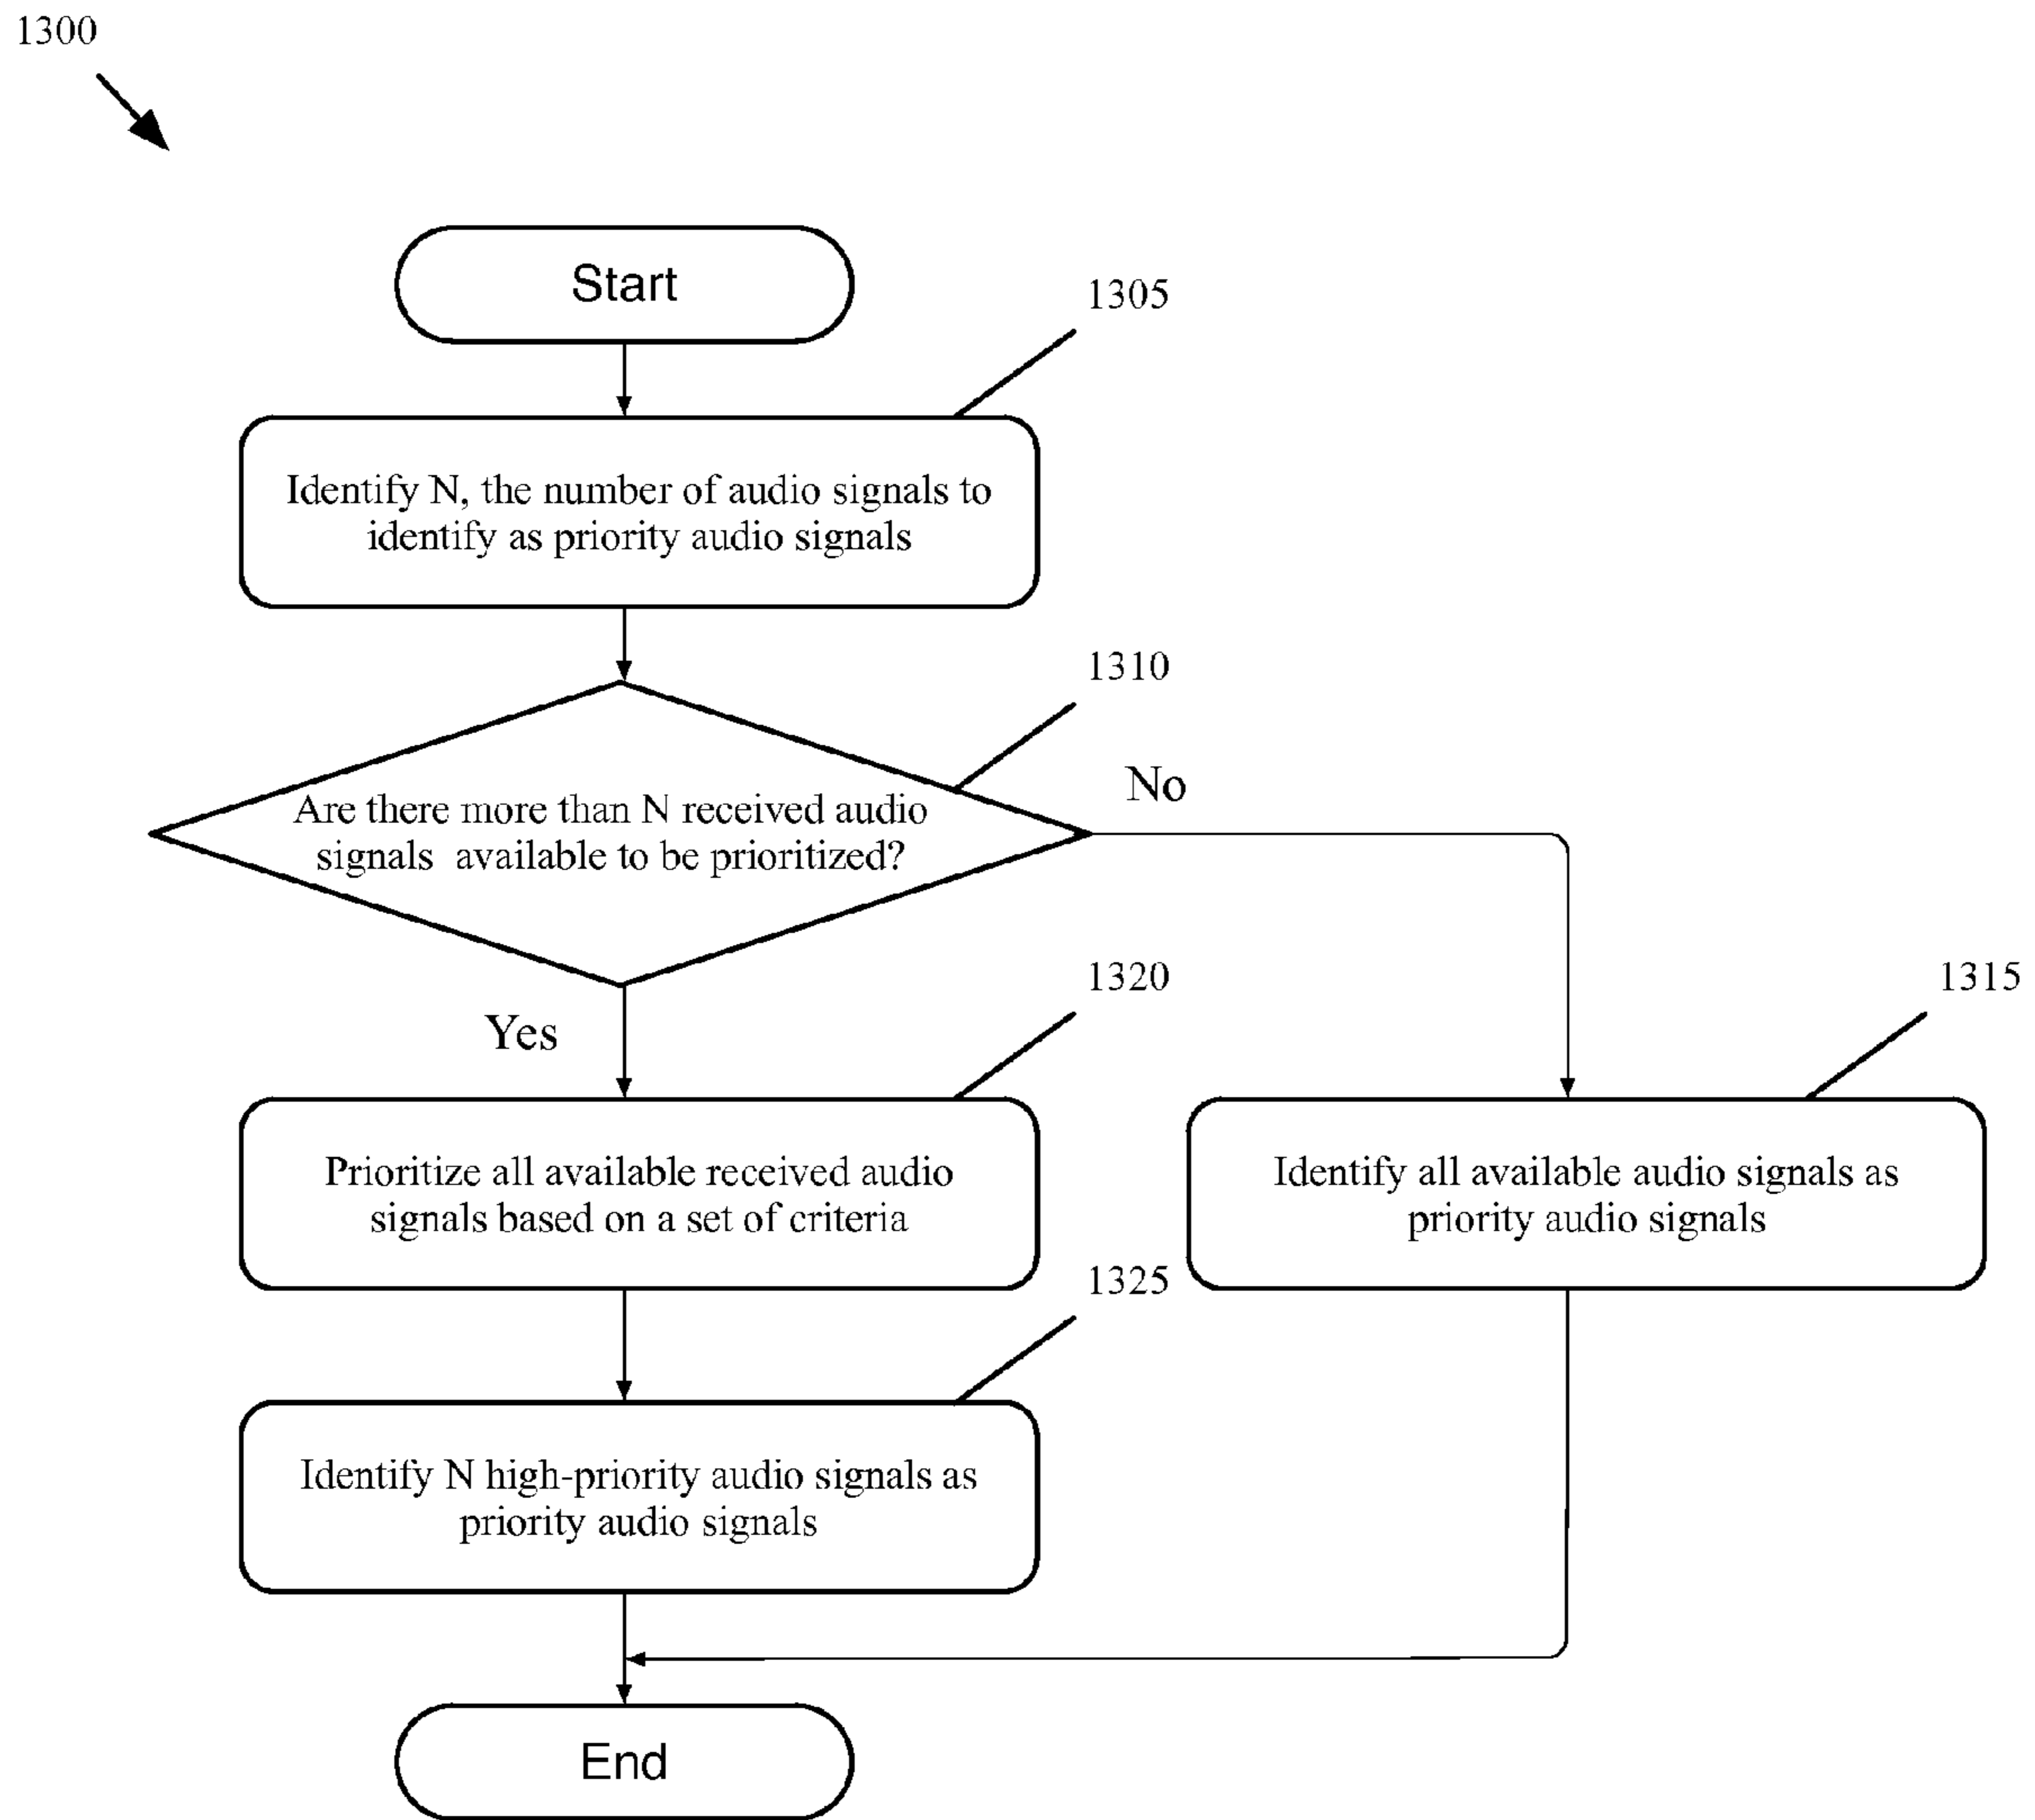 1300
Start
1305
Identify N, the number of audio signals to
identify as priority audio signals
1310
Are there more than N received audio
signals available to be prioritized?
No
Yes
1320
Prioritize all available received audio
signals based on a set of criteria
1315
Identify all available audio signals as
priority audio signals
1325
Identify N high-priority audio signals as
priority audio signals
End